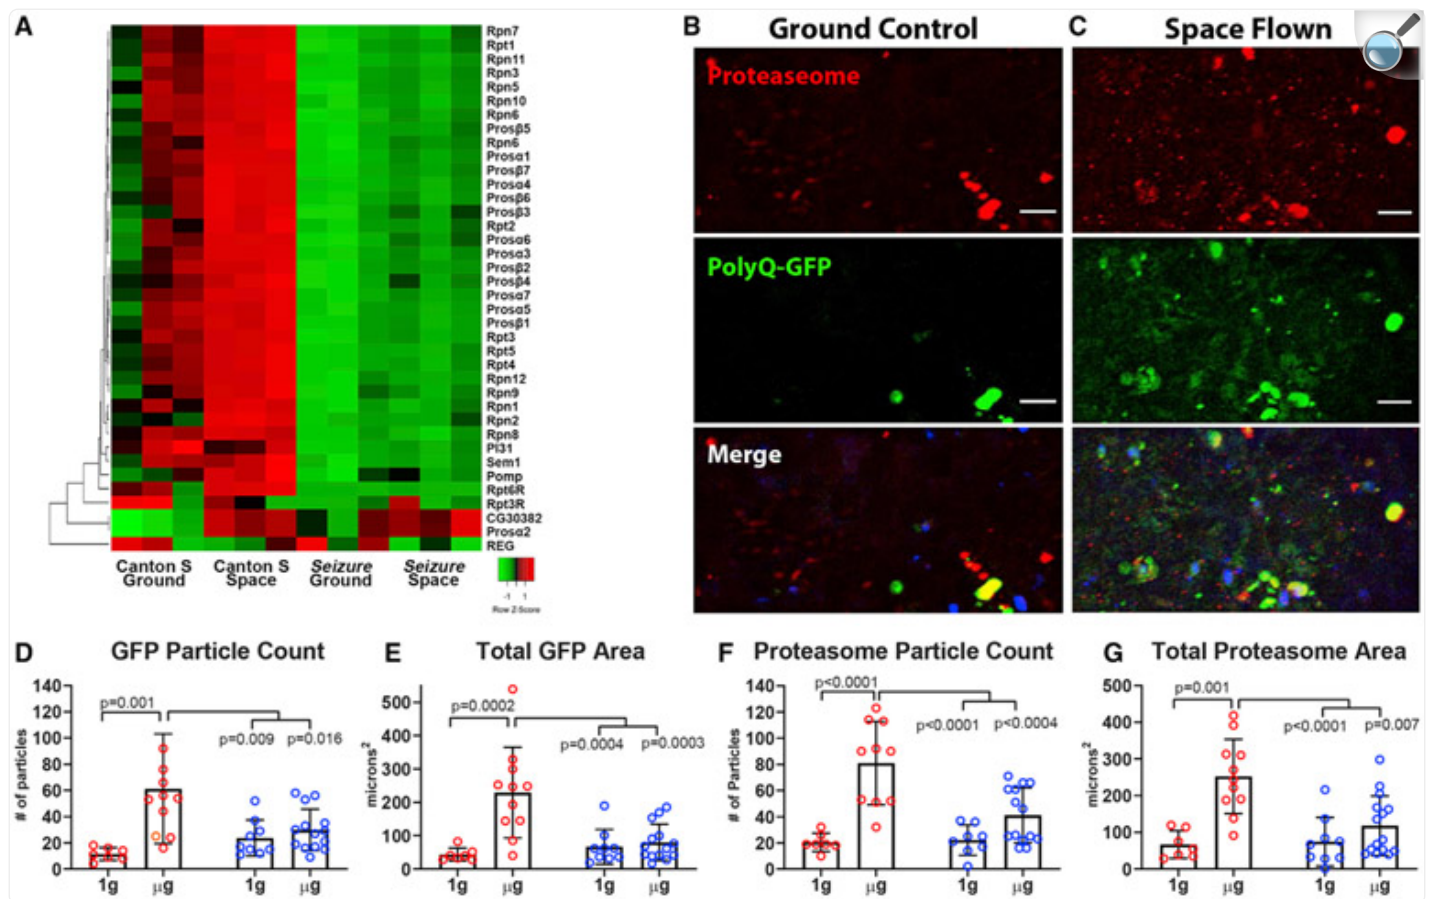 A
Rpn7
Rpt1
Rpn11
Rpn3
Rpn5
Rpn10
Rpn6
Prosβ5
Rpn6
Prosα1
Prosβ7
Prosα4
Prosβ6
Prosβ3
Rpt2
Prosα6
Prosα3
Prosβ2
Prosβ4
Prosα7
Prosα5
Prosβ1
Rpt3
Rpt5
Rpt4
Rpn12
Rpn9
Rpn1
Rpn2
Rpn8
PI31
Sem1
Pomp
Rpt6R
Rpt3R
CG30382
Prosα2
REG
Canton S Ground
Canton S Space
Seizure Ground
Seizure Space
-1 1
Row Z-Score
B Ground Control
Proteaseome
PolyQ-GFP
Merge
C Space Flown
D GFP Particle Count
# of particles
140
120
100
80
60
40
20
0
p=0.001
p=0.009 p=0.016
1g μg 1g μg
E Total GFP Area
microns²
500
400
300
200
100
0
p=0.0002
p=0.0004 p=0.0003
1g μg 1g μg
F Proteasome Particle Count
# of Particles
140
120
100
80
60
40
20
0
p<0.0001
p<0.0001 p<0.0004
1g μg 1g μg
G Total Proteasome Area
microns²
500
400
300
200
100
0
p=0.001
p<0.0001 p=0.007
1g μg 1g μg